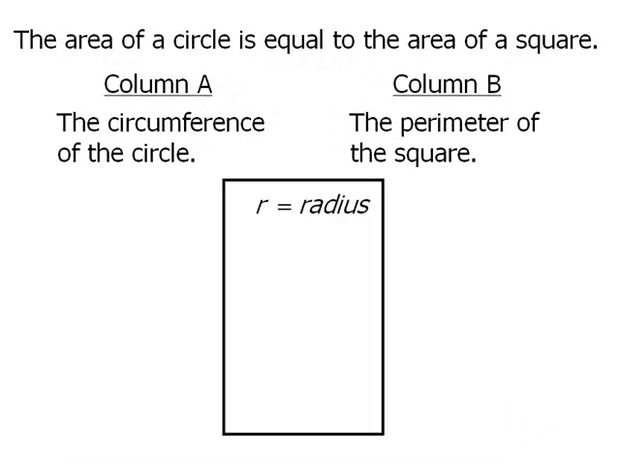 The area of a circle is equal to the area of a square.
Column A
Column B
The circumference
of the circle.
The perimeter of
the square.
r = radius